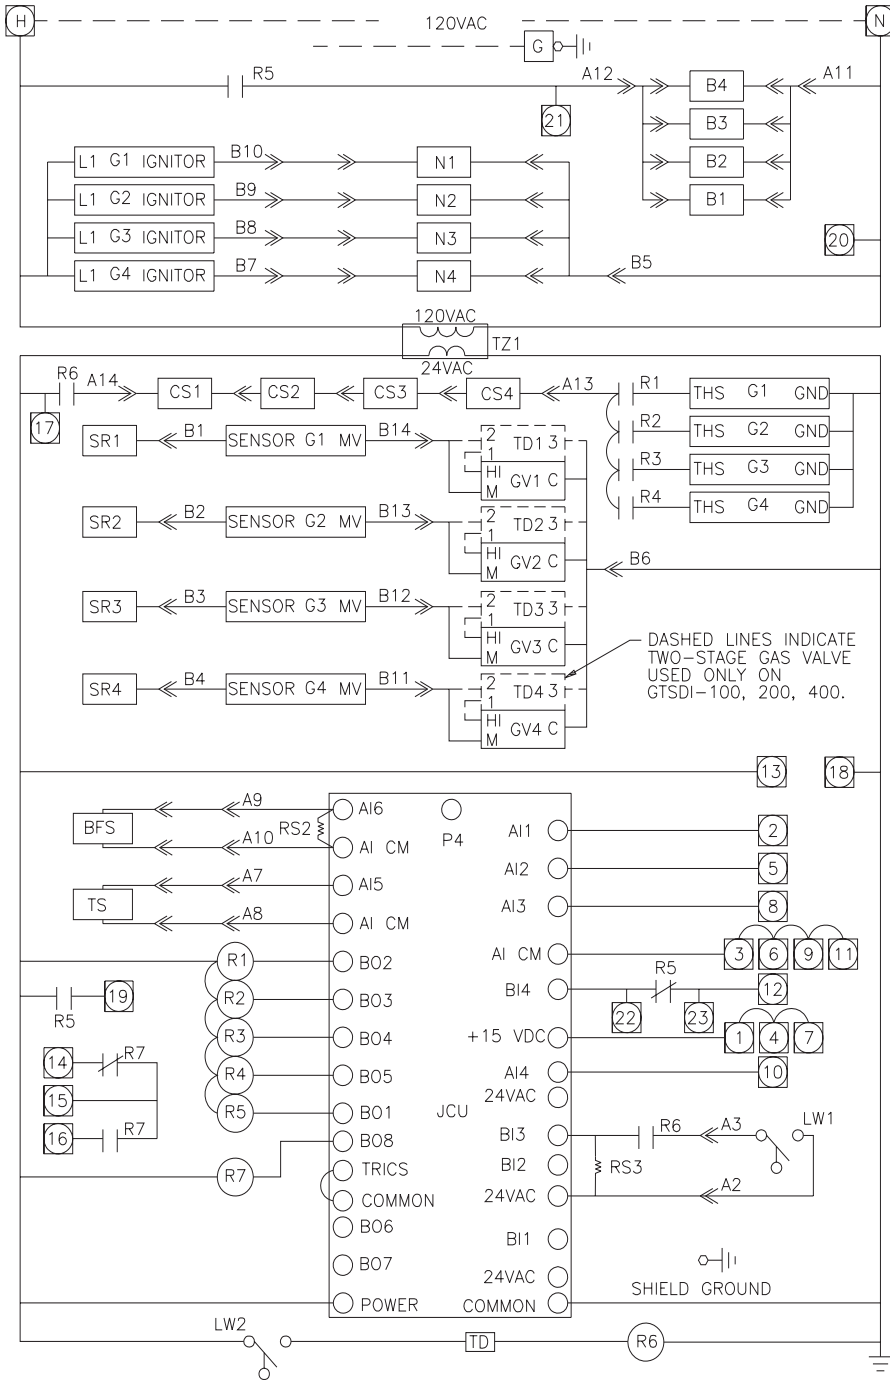 H 120VAC N
G
R5 A12 B4 A11
21 B3
L1 G1 IGNITOR B10 N1 B2
L1 G2 IGNITOR B9 N2 B1
L1 G3 IGNITOR B8 N3 20
L1 G4 IGNITOR B7 N4 B5
120VAC
TZ1
24VAC
R6 A14 CS1 CS2 CS3 CS4 A13 R1 THS G1 GND
17
R2 THS G2 GND
R3 THS G3 GND
R4 THS G4 GND
SR1 B1 SENSOR G1 MV B14 2 TD1 3
1
HI GV1 C
M
SR2 B2 SENSOR G2 MV B13 2 TD2 3
1
HI GV2 C
M
B6
SR3 B3 SENSOR G3 MV B12 2 TD3 3
1
HI GV3 C
M
SR4 B4 SENSOR G4 MV B11 2 TD4 3
1
HI GV4 C
M
DASHED LINES INDICATE
TWO-STAGE GAS VALVE
USED ONLY ON
GTSDI-100, 200, 400.
13 18
BFS A9 AI6
A10 RS2 AI CM
TS A7 AI5
A8 AI CM
R1 BO2
R5 19 R2 BO3
14 R7 R3 BO4
15 R4 BO5
16 R7 R5 BO1
BO8
R7 TRICS
COMMON
BO6
BO7
POWER
P4
JCU
AI1 2
AI2 5
AI3 8
AI CM 3 6 9 11
BI4 22 R5 23 12
+15 VDC 1 4 7
AI4 10
24VAC
BI3 R6 A3 LW1
BI2 RS3
24VAC A2
BI1
24VAC
SHIELD GROUND
COMMON
LW2 TD R6